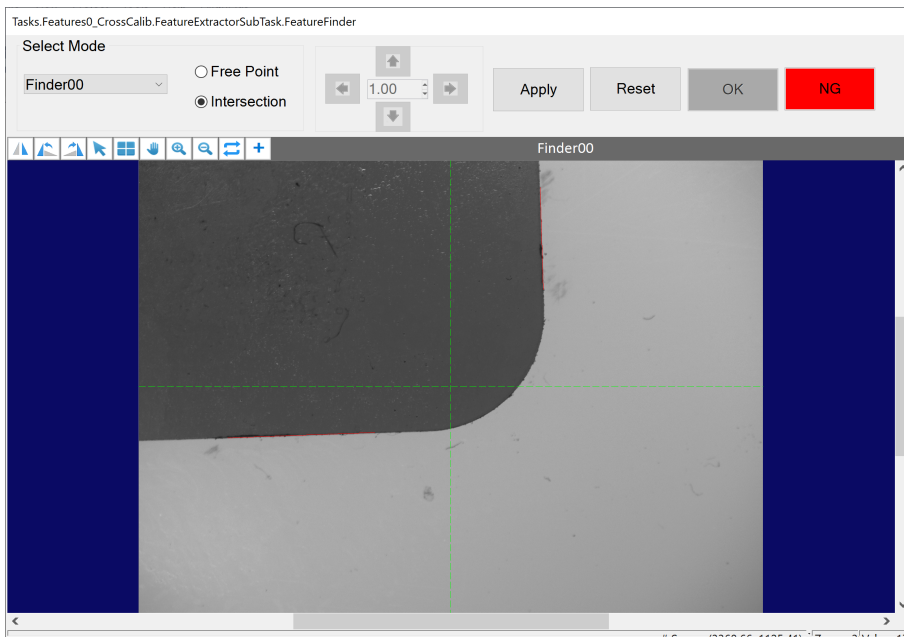 Tasks.Features0_CrossCalib.FeatureExtractorSubTask.FeatureFinder
Select Mode
Finder00
Free Point
Intersection
1.00
Apply
Reset
OK
NG
Finder00